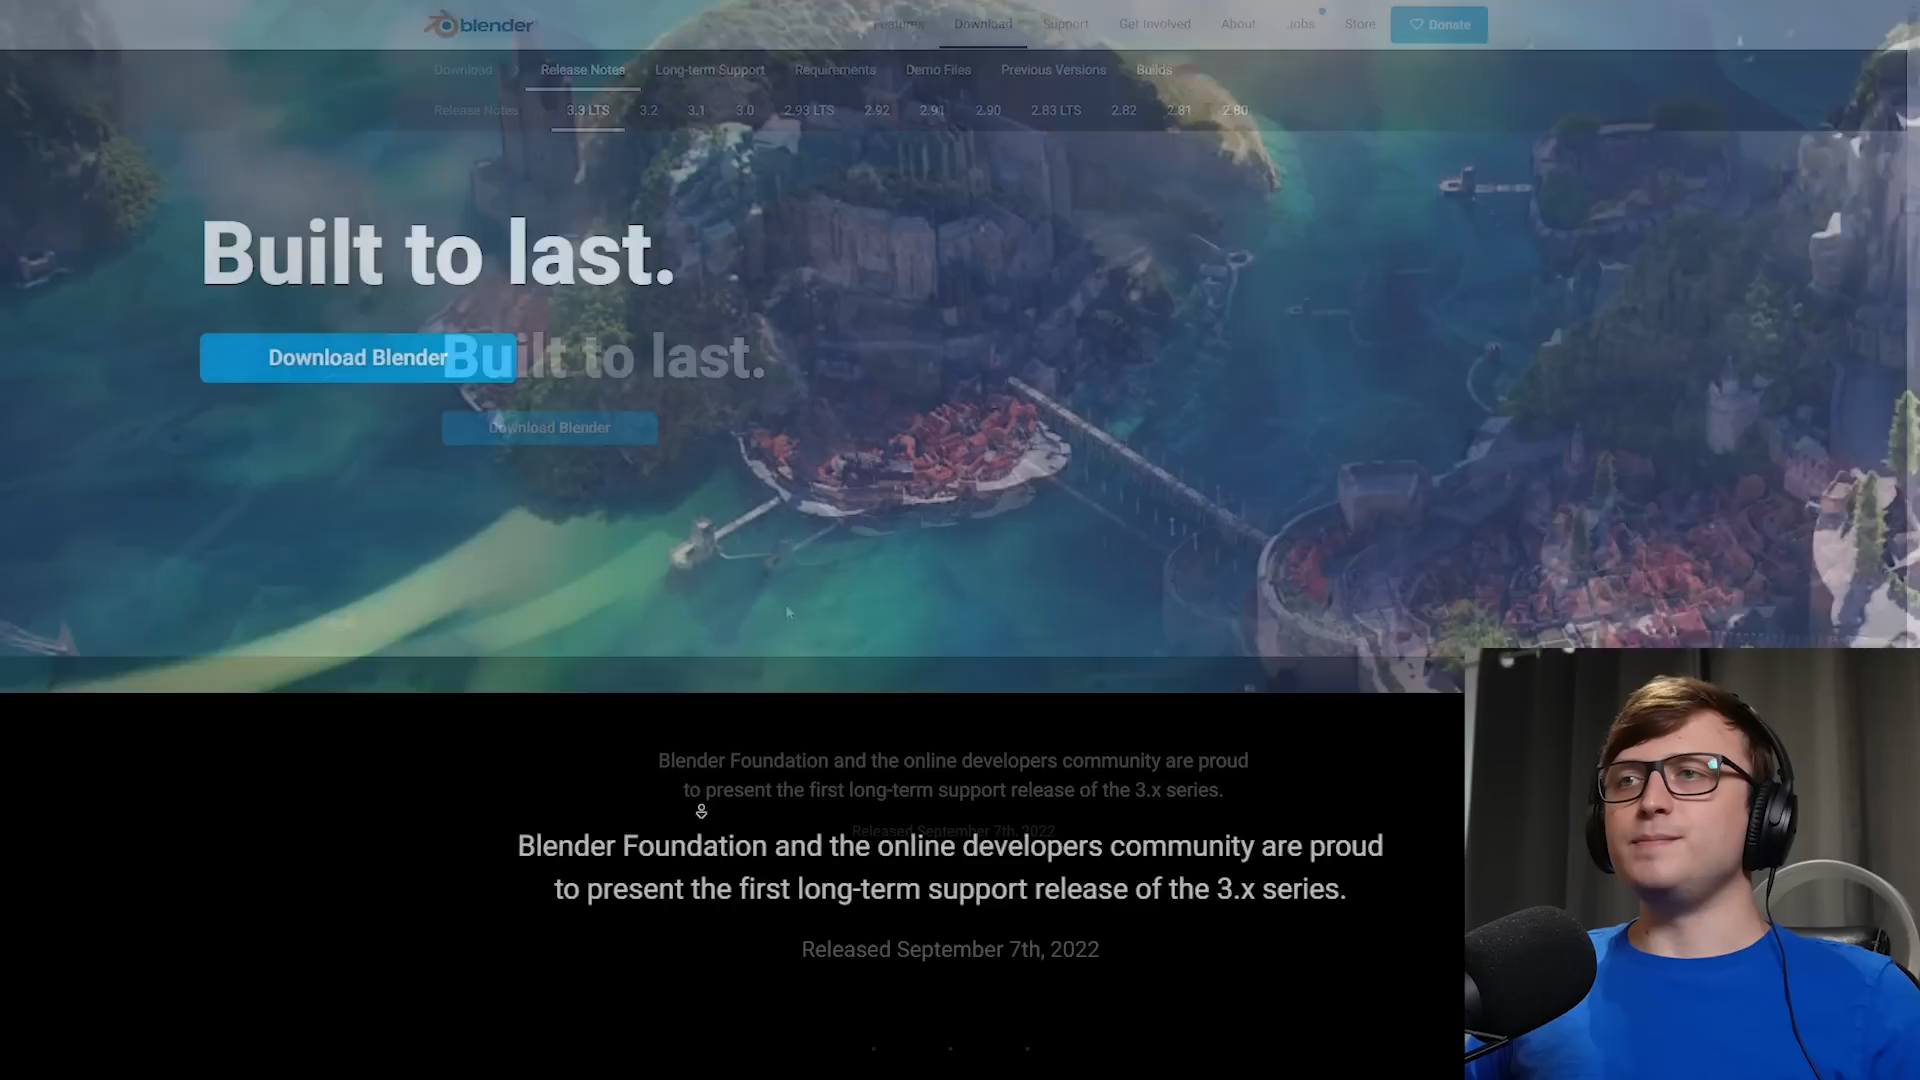 blender
Features Download Support Get Involved About Jobs Store Donate
Download Release Notes Long-term Support Requirements Demo Files Previous Versions Builds
Release Notes 3.3 LTS 3.2 3.1 3.0 2.93 LTS 2.92 2.91 2.90 2.83 LTS 2.82 2.81 2.80
Built to last.
Download Blender
Built to last.
Download Blender
Blender Foundation and the online developers community are proud
to present the first long-term support release of the 3.x series.
Released September 7th, 2022
Blender Foundation and the online developers community are proud
to present the first long-term support release of the 3.x series.
Released September 7th, 2022